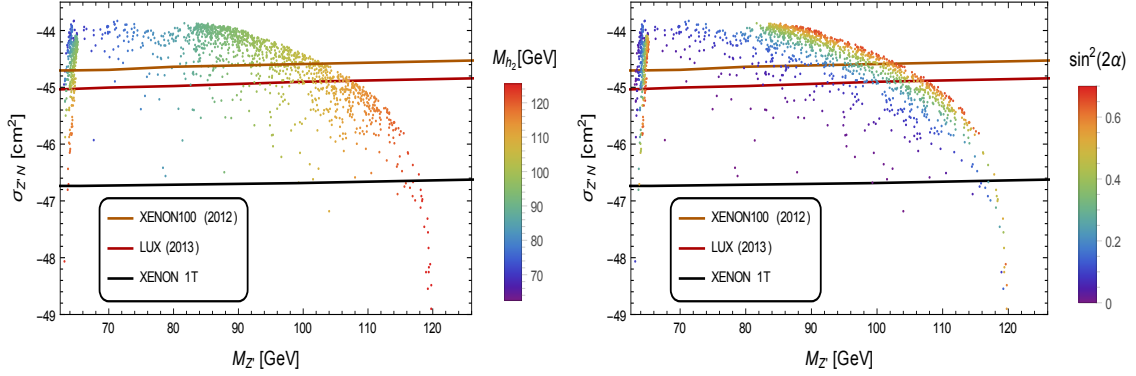 −44
−45
−46
−47
−48
−49
σZ' N [cm²]
70 80 90 100 110 120
MZ' [GeV]
XENON100 (2012)
LUX (2013)
XENON 1T
Mh₂[GeV]
120
110
100
90
80
70
−44
−45
−46
−47
−48
−49
σZ' N [cm²]
70 80 90 100 110 120
MZ' [GeV]
XENON100 (2012)
LUX (2013)
XENON 1T
sin²(2α)
0.6
0.4
0.2
0